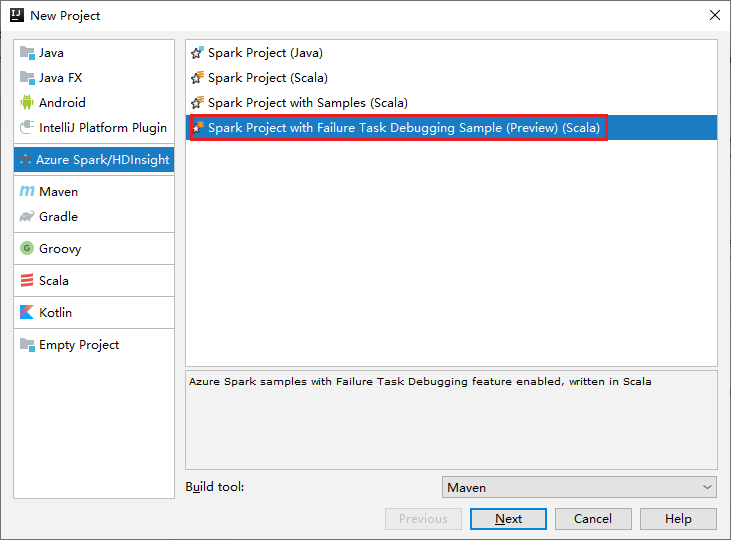 New Project
Java
Java FX
Android
IntelliJ Platform Plugin
Azure Spark/HDInsight
Maven
Gradle
Groovy
Scala
Kotlin
Empty Project
Spark Project (Java)
Spark Project (Scala)
Spark Project with Samples (Scala)
Spark Project with Failure Task Debugging Sample (Preview) (Scala)
Azure Spark samples with Failure Task Debugging feature enabled, written in Scala
Build tool:
Maven
Previous
Next
Cancel
Help